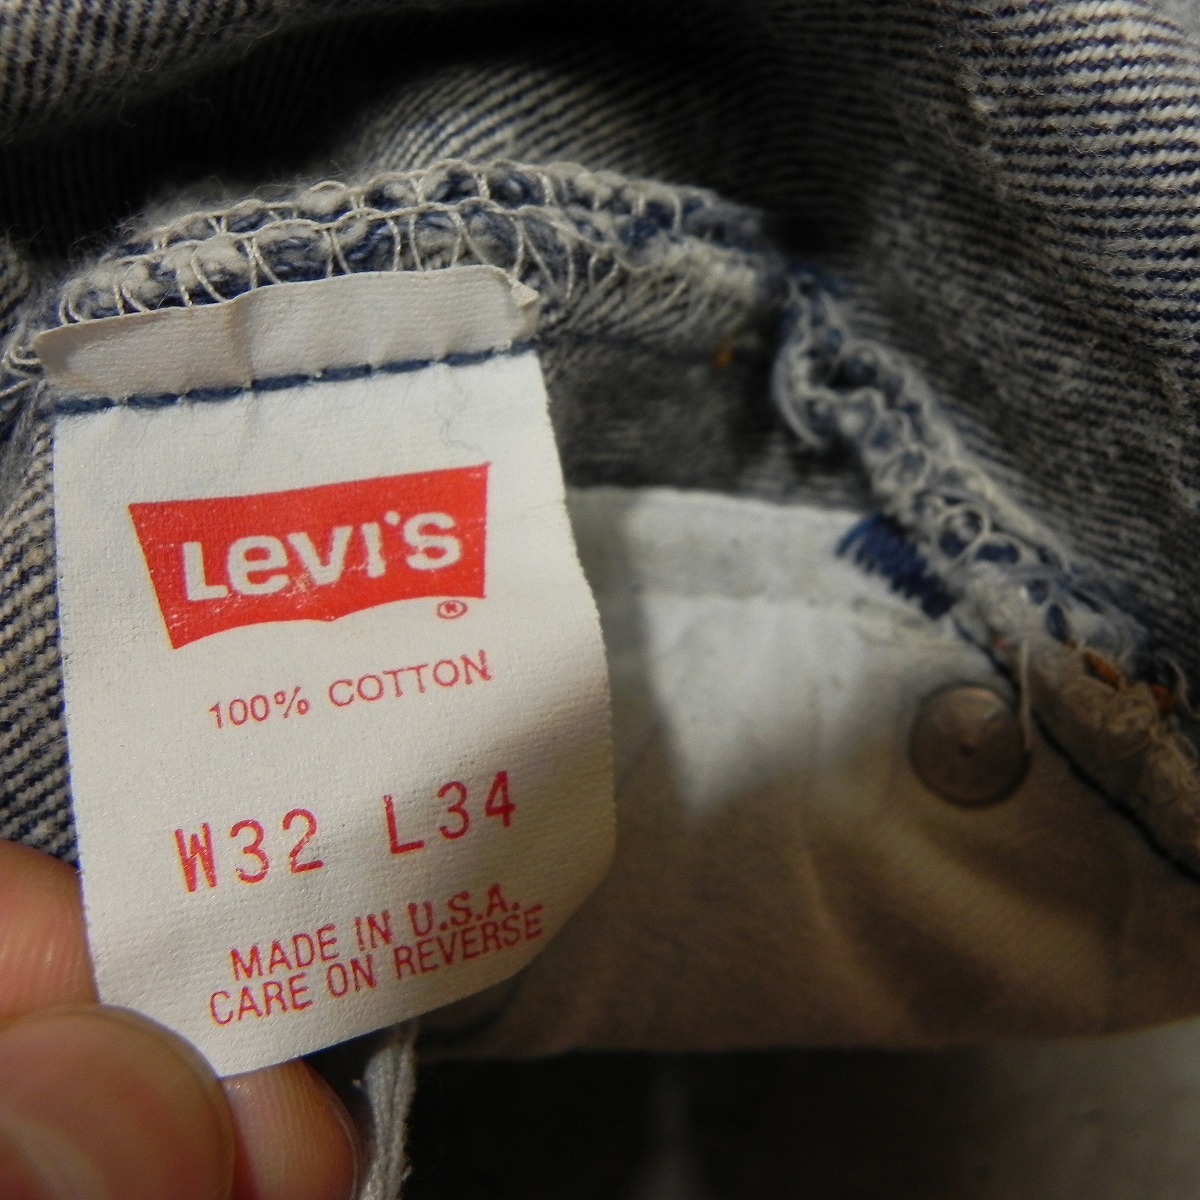 Levi's
®
100% COTTON
W32 L34
MADE IN U.S.A.
CARE ON REVERSE